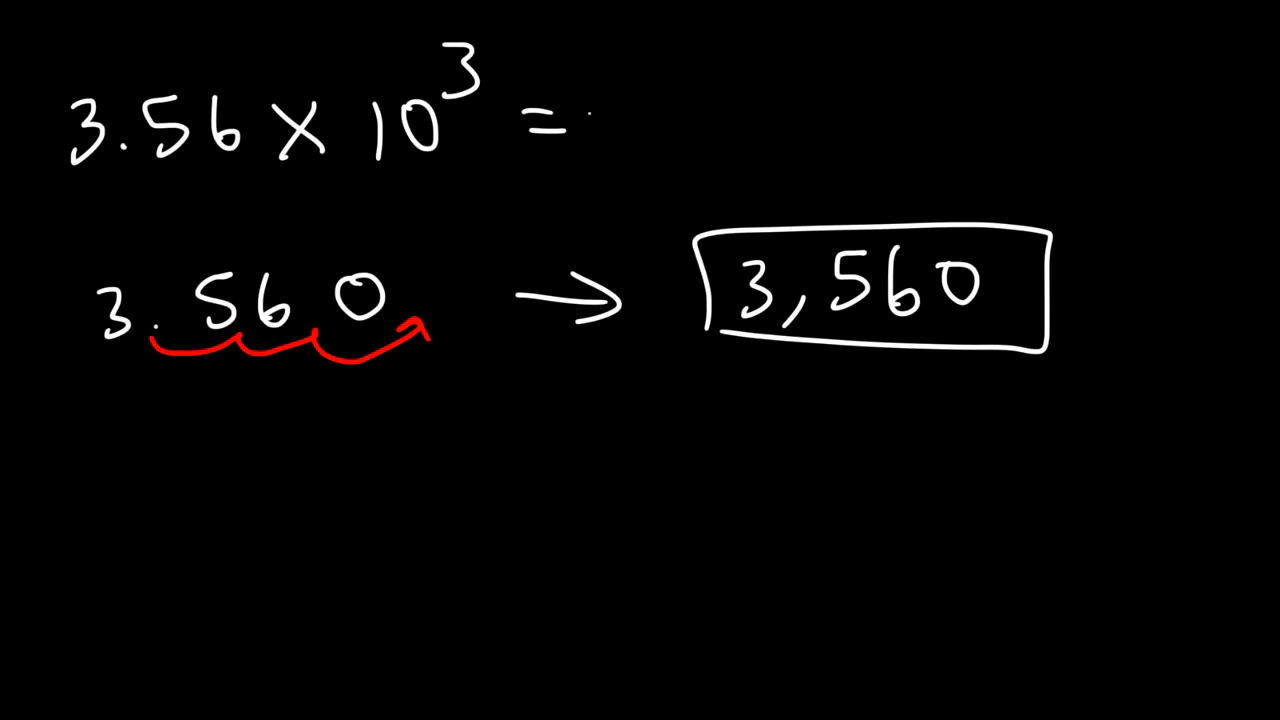 3.56 × 10³ =
3.560 → 3,560